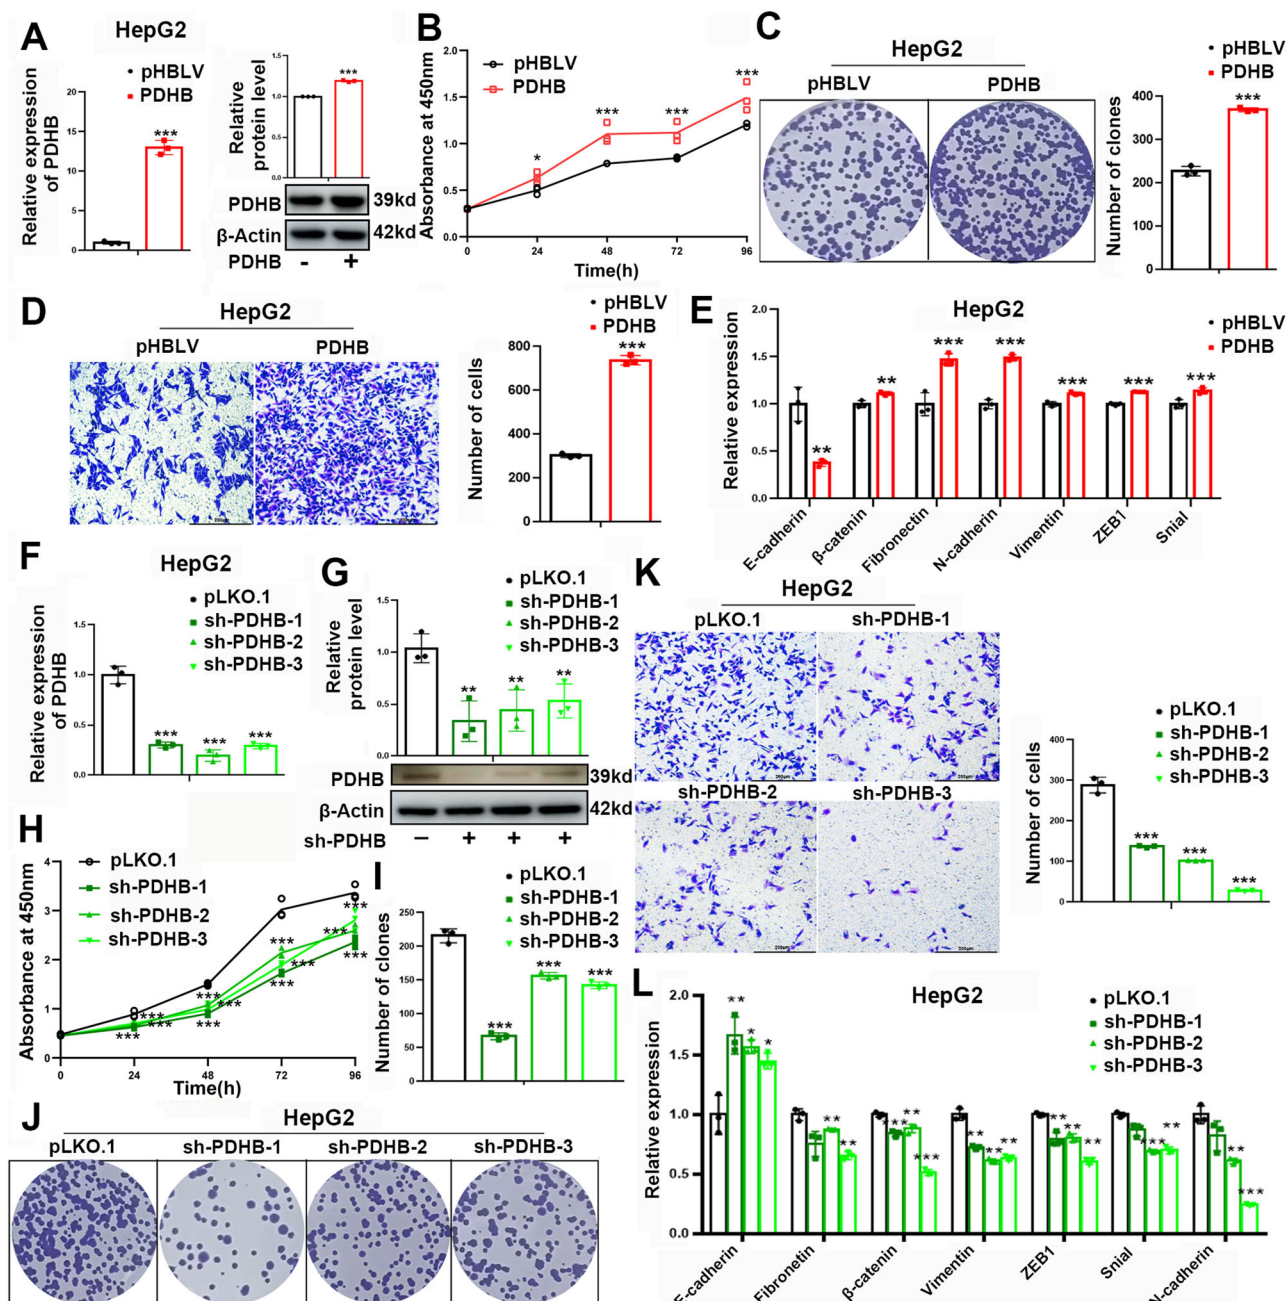 A
HepG2
pHBLV
PDHB
Relative expression
of PDHB
20
15
10
5
0
***
Relative
protein level
1.5
1.0
0.5
0.0
***
PDHB
39kd
β-Actin
42kd
PDHB - +
B
pHBLV
PDHB
Absorbance at 450nm
2.0
1.5
1.0
0.5
0.0
* *** *** ***
0 24 48 72 96
Time(h)
C
HepG2
pHBLV PDHB
pHBLV
PDHB
Number of clones
400
300
200
100
0
***
D
HepG2
pHBLV PDHB
200μm
pHBLV
PDHB
Number of cells
800
600
400
200
0
***
E
HepG2
pHBLV
PDHB
Relative expression
2.0
1.5
1.0
0.5
0.0
** ** *** *** *** *** ***
E-cadherin β-catenin Fibronectin N-cadherin Vimentin ZEB1 Snial
F
HepG2
pLKO.1
sh-PDHB-1
sh-PDHB-2
sh-PDHB-3
Relative expression
of PDHB
1.5
1.0
0.5
0.0
*** *** ***
G
pLKO.1
sh-PDHB-1
sh-PDHB-2
sh-PDHB-3
Relative
protein level
1.5
1.0
0.5
0.0
** ** **
PDHB 39kd
β-Actin 42kd
sh-PDHB − + + +
H
pLKO.1
sh-PDHB-1
sh-PDHB-2
sh-PDHB-3
Absorbance at 450nm
4
3
2
1
0
*** *** ***
*** *** ***
*** *** ***
*** *** ***
0 24 48 72 96
Time(h)
I
pLKO.1
sh-PDHB-1
sh-PDHB-2
sh-PDHB-3
Number of clones
250
200
150
100
50
0
*** *** ***
J
HepG2
pLKO.1 sh-PDHB-1 sh-PDHB-2 sh-PDHB-3
K
HepG2
pLKO.1 sh-PDHB-1
200μm 200μm
sh-PDHB-2 sh-PDHB-3
200μm 200μm
pLKO.1
sh-PDHB-1
sh-PDHB-2
sh-PDHB-3
Number of cells
400
300
200
100
0
*** *** ***
L
HepG2
pLKO.1
sh-PDHB-1
sh-PDHB-2
sh-PDHB-3
Relative expression
2.0
1.5
1.0
0.5
0.0
** * *
** **
** ** ***
** ** **
** ** **
** **
** ***
E-cadherin Fibronetin β-catenin Vimentin ZEB1 Snial N-cadherin